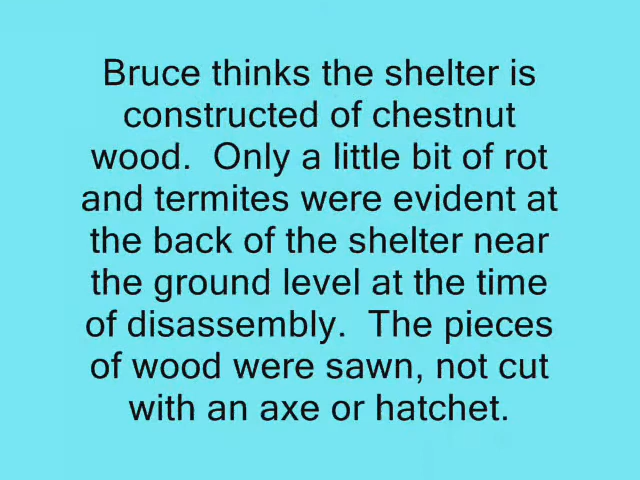 Bruce thinks the shelter is
constructed of chestnut
wood.  Only a little bit of rot
and termites were evident at
the back of the shelter near
the ground level at the time
of disassembly.  The pieces
of wood were sawn, not cut
with an axe or hatchet.